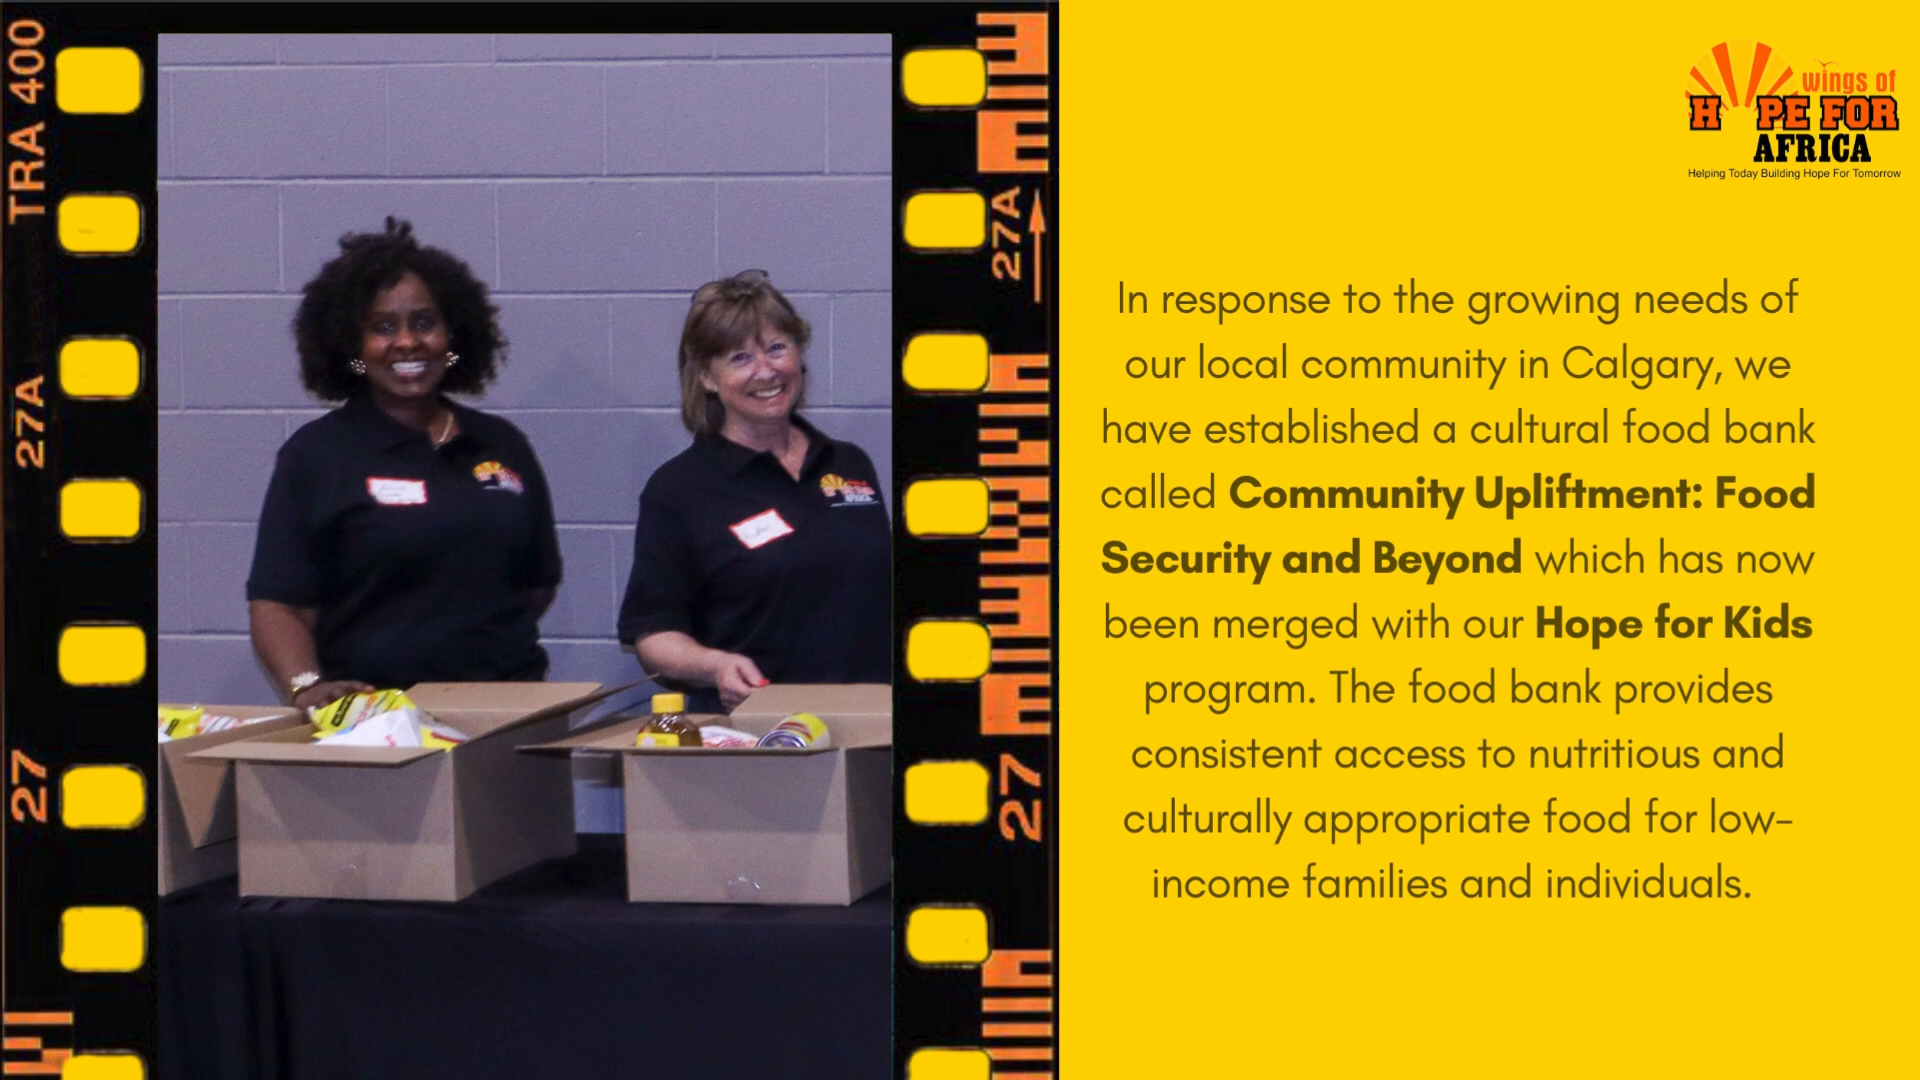 TRA 400
27A
27
27A
27
wings of
HOPE FOR
AFRICA
Helping Today Building Hope For Tomorrow
In response to the growing needs of
our local community in Calgary, we
have established a cultural food bank
called Community Upliftment: Food
Security and Beyond which has now
been merged with our Hope for Kids
program. The food bank provides
consistent access to nutritious and
culturally appropriate food for low-
income families and individuals.